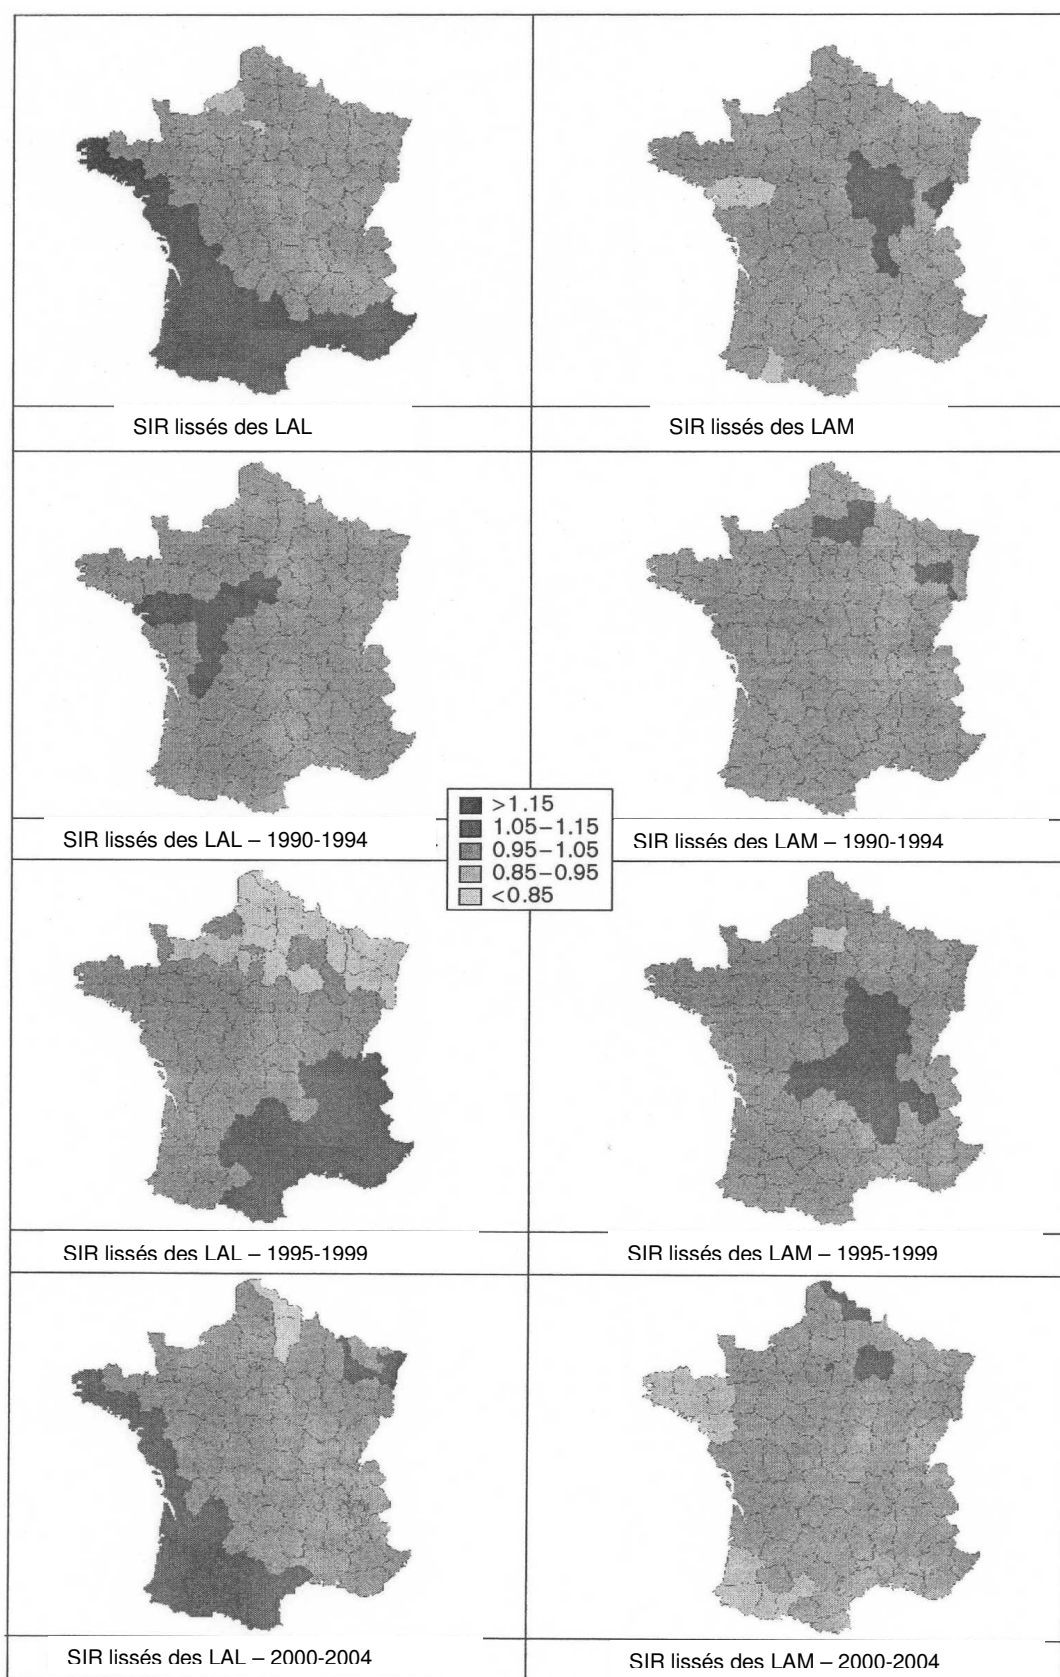 SIR lissés des LAL
SIR lissés des LAM
SIR lissés des LAL – 1990-1994
SIR lissés des LAM – 1990-1994
>1.15
1.05–1.15
0.95–1.05
0.85–0.95
<0.85
SIR lissés des LAL – 1995-1999
SIR lissés des LAM – 1995-1999
SIR lissés des LAL – 2000-2004
SIR lissés des LAM – 2000-2004